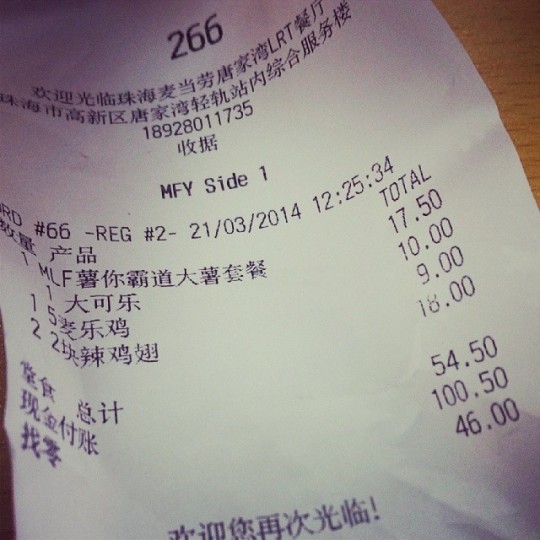 266
欢迎光临珠海麦当劳唐家湾LRT餐厅
珠海市高新区唐家湾轻轨站内综合服务楼
18928011735
收据
MFY Side 1
ORD #66 -REG #2- 21/03/2014 12:25:34
数量 产品 TOTAL
1 MLF薯你霸道大薯套餐 17.50
1 大可乐 10.00
1 5麦乐鸡 9.00
2 2块辣鸡翅 18.00
堂食 总计 54.50
现金付账 100.50
找零 46.00
欢迎您再次光临!